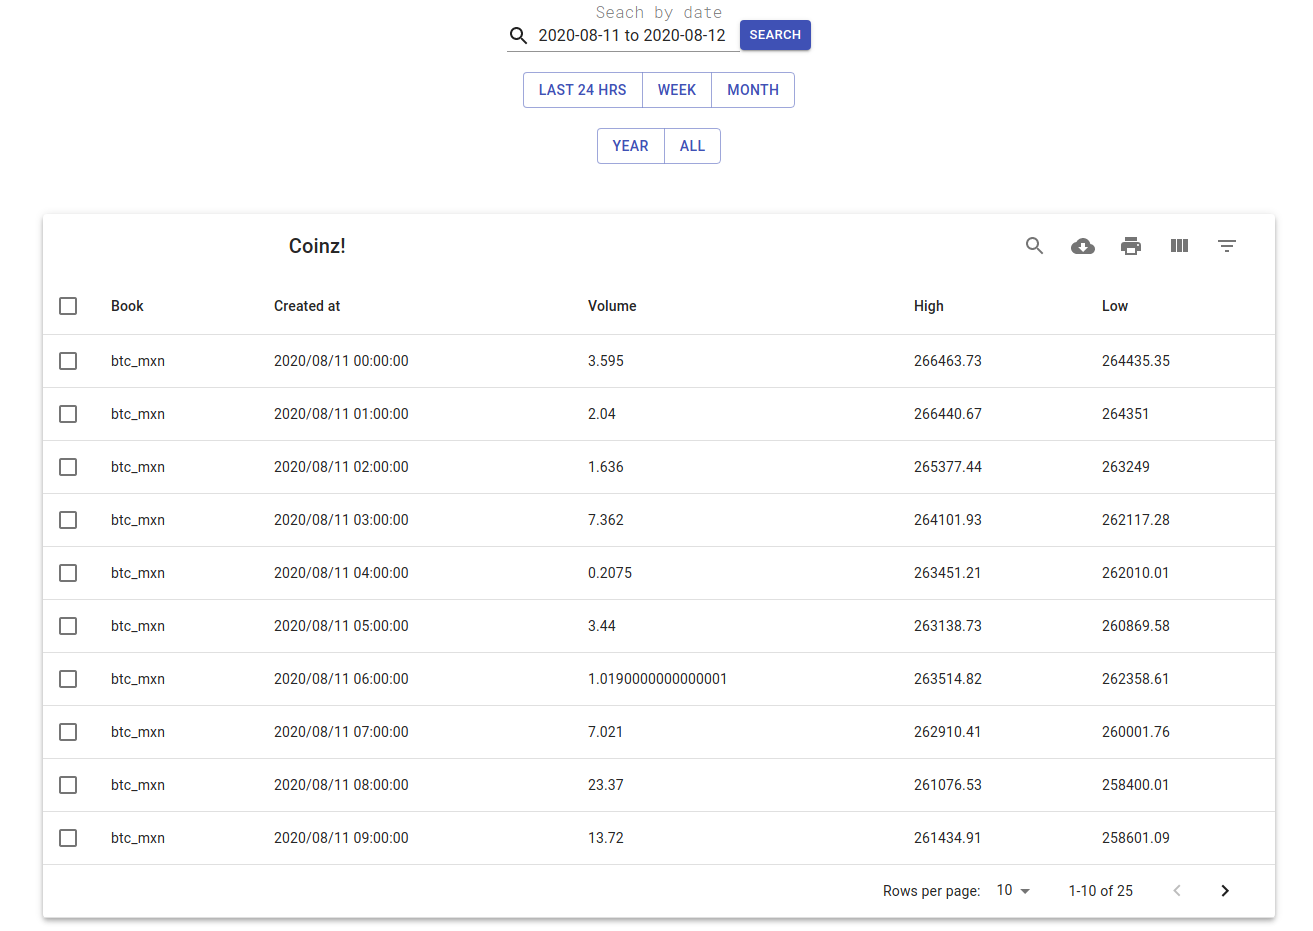 Seach by date
2020-08-11 to 2020-08-12 SEARCH
LAST 24 HRS WEEK MONTH
YEAR ALL
Coinz!
Book Created at Volume High Low
btc_mxn 2020/08/11 00:00:00 3.595 266463.73 264435.35
btc_mxn 2020/08/11 01:00:00 2.04 266440.67 264351
btc_mxn 2020/08/11 02:00:00 1.636 265377.44 263249
btc_mxn 2020/08/11 03:00:00 7.362 264101.93 262117.28
btc_mxn 2020/08/11 04:00:00 0.2075 263451.21 262010.01
btc_mxn 2020/08/11 05:00:00 3.44 263138.73 260869.58
btc_mxn 2020/08/11 06:00:00 1.0190000000000001 263514.82 262358.61
btc_mxn 2020/08/11 07:00:00 7.021 262910.41 260001.76
btc_mxn 2020/08/11 08:00:00 23.37 261076.53 258400.01
btc_mxn 2020/08/11 09:00:00 13.72 261434.91 258601.09
Rows per page: 10 1-10 of 25